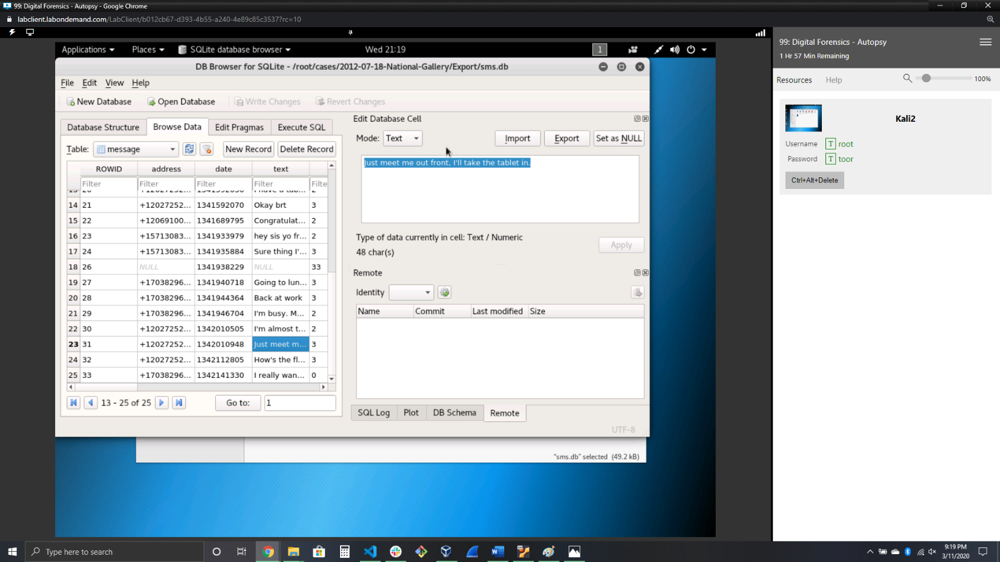 99: Digital Forensics - Autopsy - Google Chrome
labclient.labondemand.com/LabClient/b012cb67-d393-4b55-a240-4e89c85c3537?rc=10
Applications Places SQLite database browser Wed 21:19 1
DB Browser for SQLite - /root/cases/2012-07-18-National-Gallery/Export/sms.db
File Edit View Help
New Database Open Database Write Changes Revert Changes
Database Structure Browse Data Edit Pragmas Execute SQL
Table: message New Record Delete Record
ROWID address date text
Filter Filter Filter Filter Filte
14 21 +12027252... 1341592070 Okay brt 3
15 22 +12069100... 1341689795 Congratulat... 2
16 23 +15713083... 1341933979 hey sis yo fr... 2
17 24 +15713083... 1341935884 Sure thing I'... 3
18 26 NULL 1341938229 NULL 33
19 27 +17038296... 1341940718 Going to lun... 3
20 28 +17038296... 1341944364 Back at work 3
21 29 +17038296... 1341946704 I'm busy. M... 2
22 30 +12027252... 1342010505 I'm almost t... 2
23 31 +12027252... 1342010948 Just meet m... 3
24 32 +12027252... 1342112805 How's the fl... 3
25 33 +17038296... 1342141330 I really wan... 0
13 - 25 of 25 Go to: 1
Edit Database Cell
Mode: Text Import Export Set as NULL
Just meet me out front, I'll take the tablet in.
Type of data currently in cell: Text / Numeric
48 char(s)
Apply
Remote
Identity
Name Commit Last modified Size
SQL Log Plot DB Schema Remote
UTF-8
"sms.db" selected (49.2 kB)
99: Digital Forensics - Autopsy
1 Hr 57 Min Remaining
Resources Help 100%
Kali2
Username T root
Password T toor
Ctrl+Alt+Delete
Type here to search
9:19 PM
3/11/2020